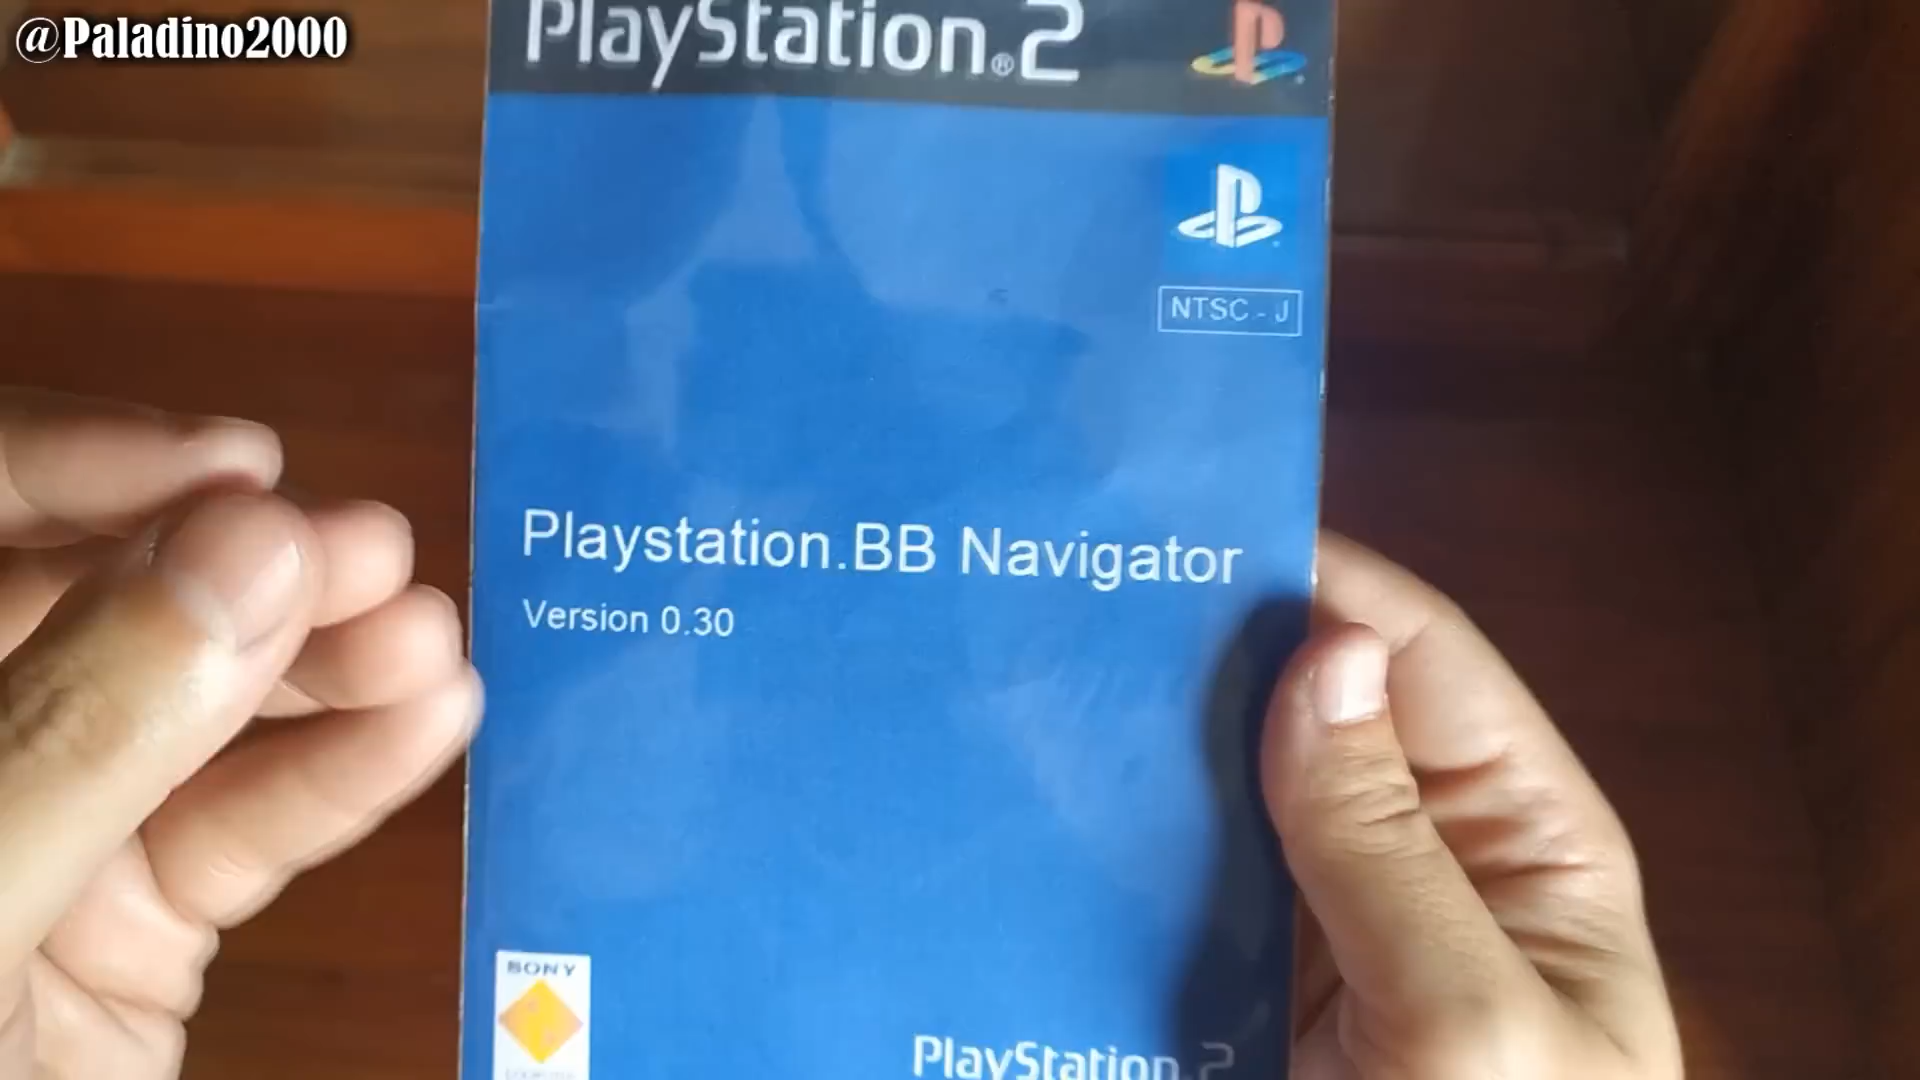 @Paladino2000
PlayStation®2
NTSC - J
Playstation.BB Navigator
Version 0.30
SONY
PlayStation 2